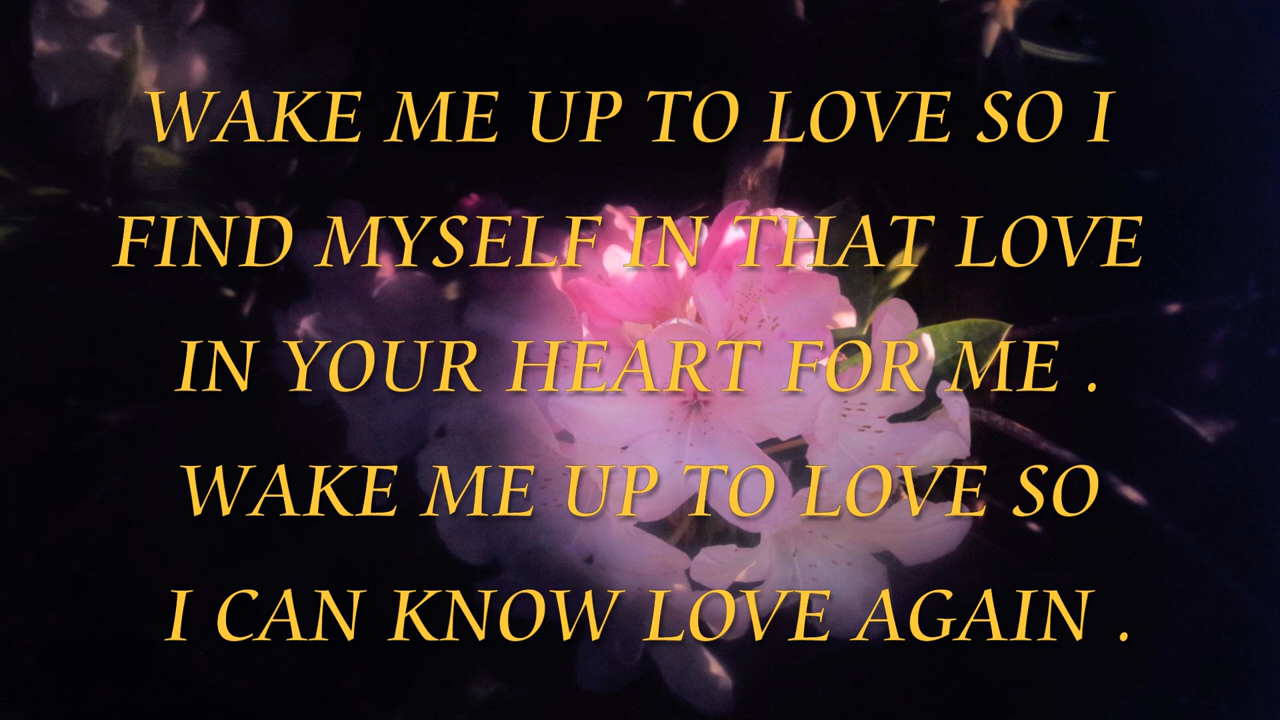 WAKE ME UP TO LOVE SO I
FIND MYSELF IN THAT LOVE
IN YOUR HEART FOR ME .
WAKE ME UP TO LOVE SO
I CAN KNOW LOVE AGAIN .